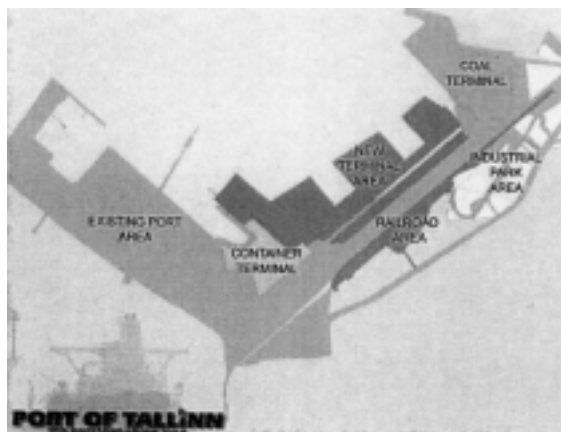 COAL
TERMINAL
NEW
TERMINAL
AREA
INDUSTRIAL
PARK
AREA
EXISTING PORT
AREA
RAILROAD
AREA
CONTAINER
TERMINAL
PORT OF TALLINN